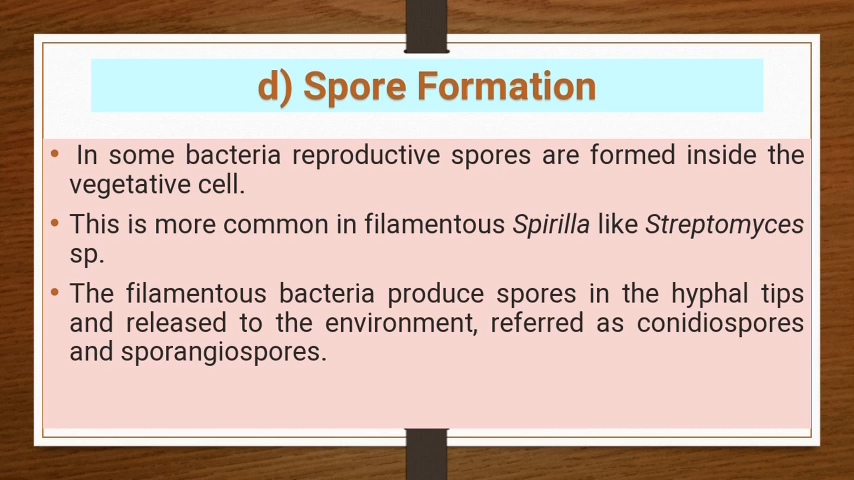 d) Spore Formation
• In some bacteria reproductive spores are formed inside the
vegetative cell.
• This is more common in filamentous Spirilla like Streptomyces
sp.
• The filamentous bacteria produce spores in the hyphal tips
and released to the environment, referred as conidiospores
and sporangiospores.